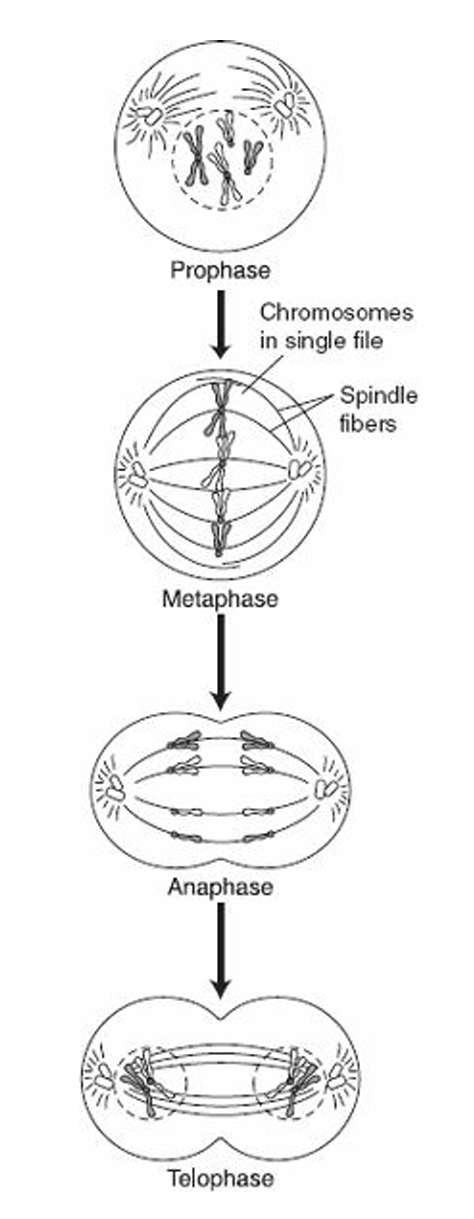 Prophase
Chromosomes
in single file
Spindle
fibers
Metaphase
Anaphase
Telophase